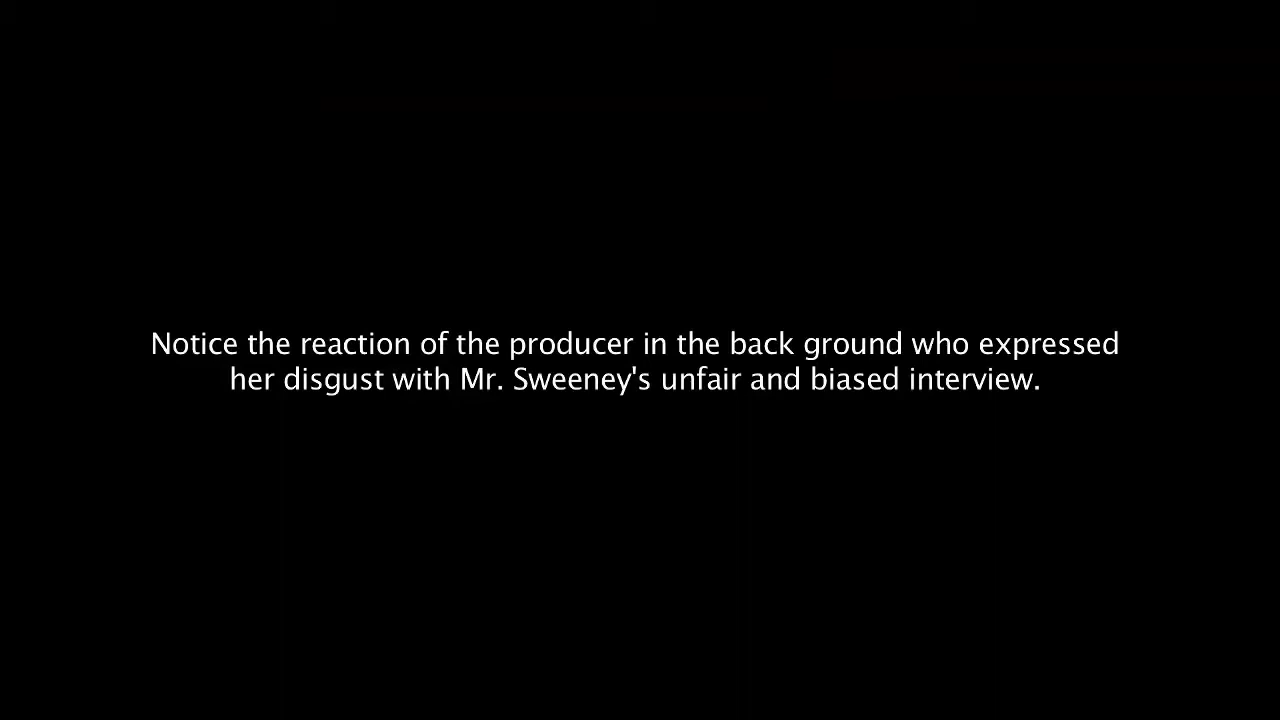 Notice the reaction of the producer in the back ground who expressed
her disgust with Mr. Sweeney's unfair and biased interview.